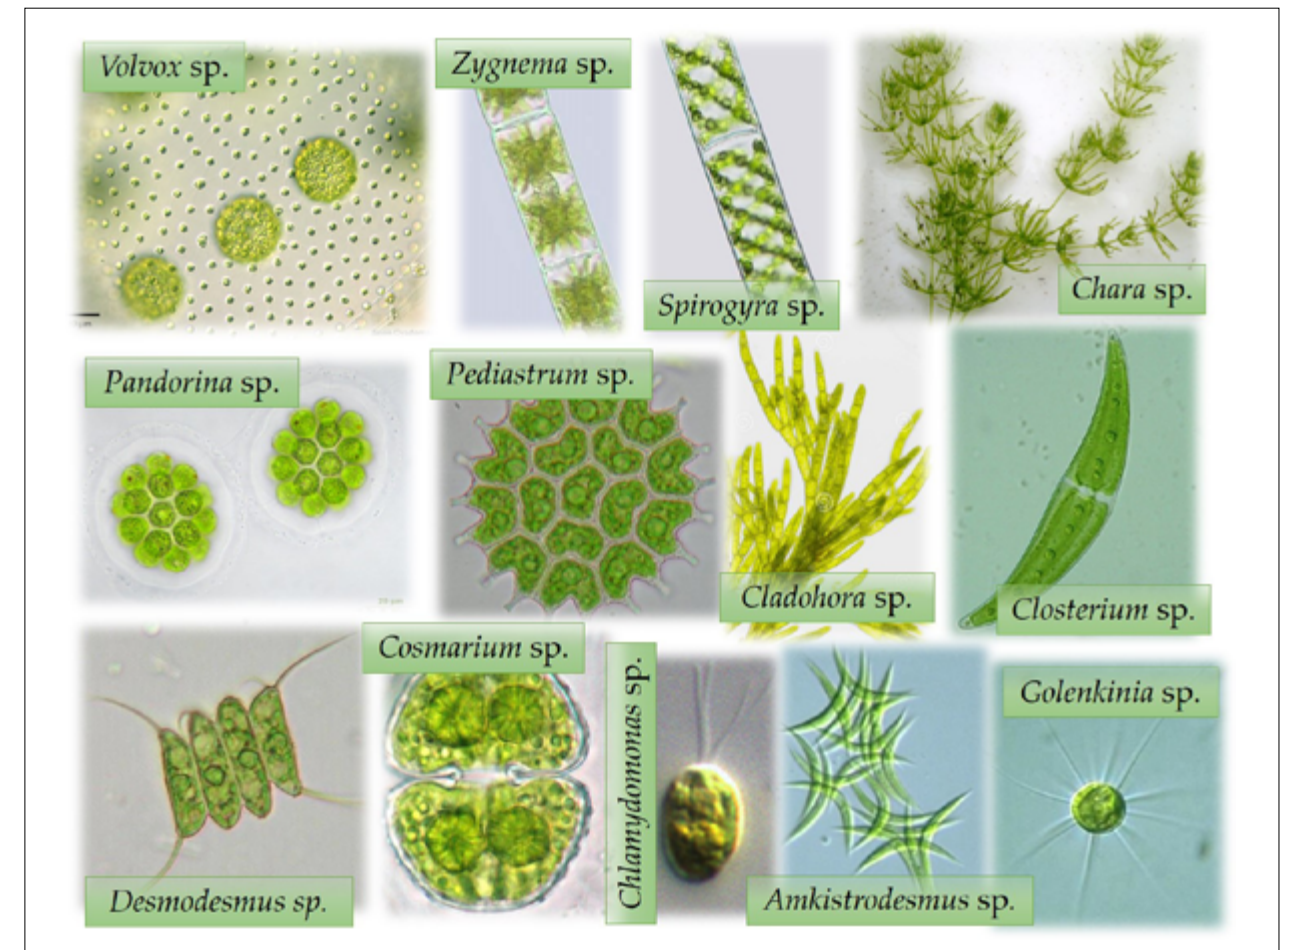 Volvox sp.
Zygnema sp.
Spirogyra sp.
Chara sp.
Pandorina sp.
Pediastrum sp.
Cladohora sp.
Closterium sp.
Desmodesmus sp.
Cosmarium sp.
Chlamydomonas sp.
Amkistrodesmus sp.
Golenkinia sp.